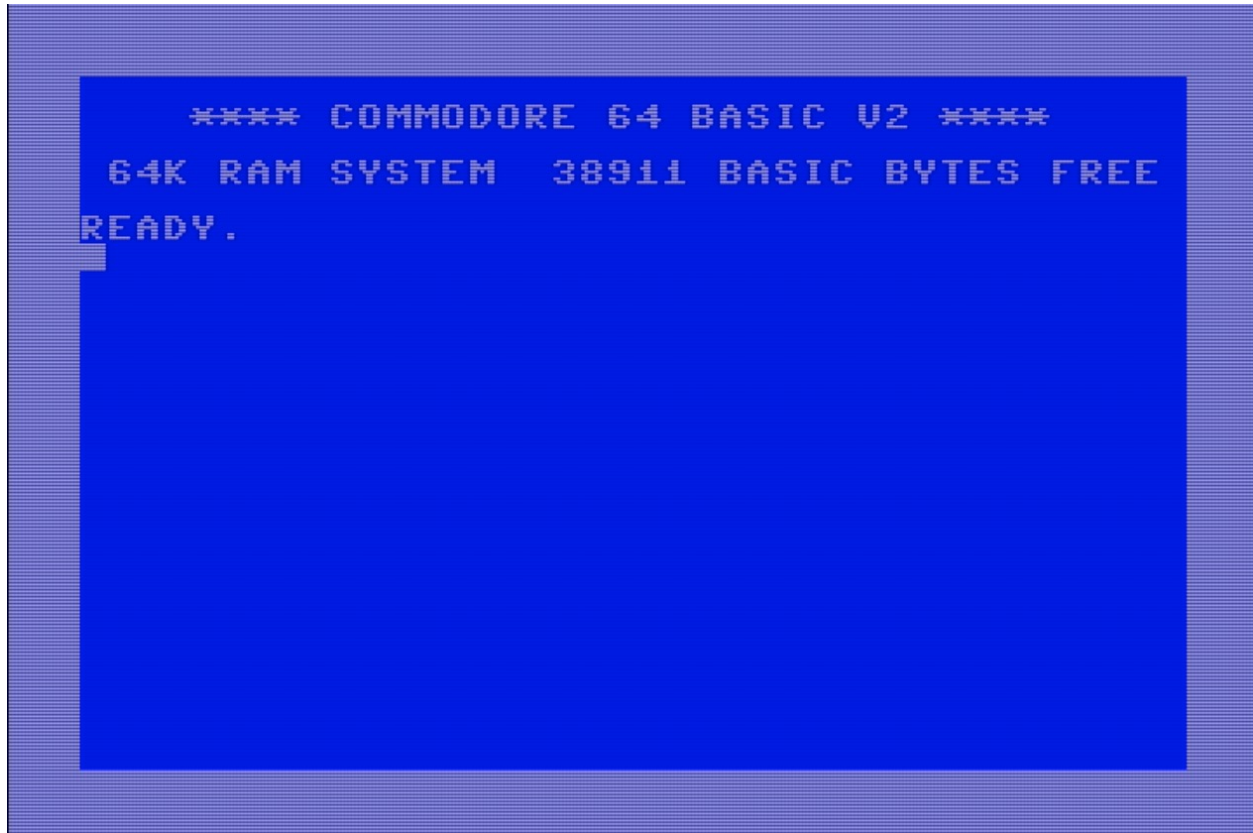 **** COMMODORE 64 BASIC V2 ****
64K RAM SYSTEM  38911 BASIC BYTES FREE
READY.